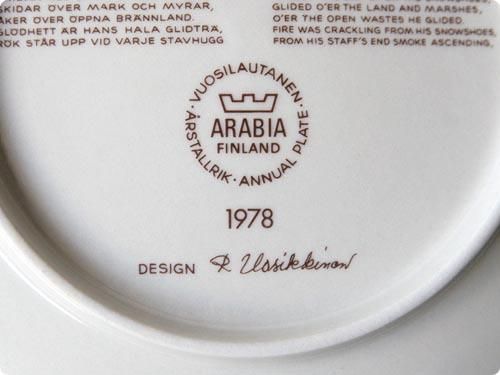 SKIDAR ÖVER MARK OCH MYRAR,
ÅKER ÖVER ÖPPNA BRÄNNLAND.
GLÖDHETT ÄR HANS HALA GLIDTRÄ,
RÖK STÅR UPP VID VARJE STAVHUGG
GLIDED O'ER THE LAND AND MARSHES,
O'ER THE OPEN WASTES HE GLIDED.
FIRE WAS CRACKLING FROM HIS SNOWSHOES,
FROM HIS STAFF'S END SMOKE ASCENDING.
· VUOSILAUTANEN ·
ARABIA
FINLAND
ÅRSTALLRIK · ANNUAL PLATE
1978
DESIGN R Uosikkinen